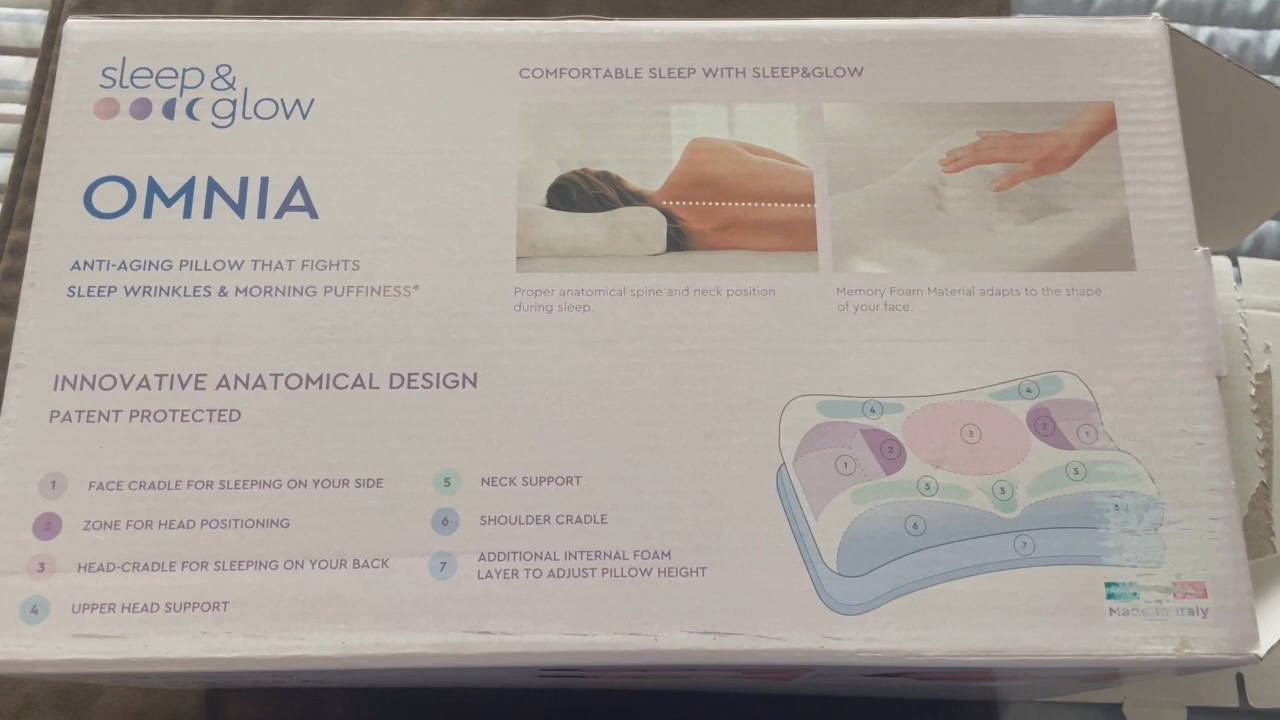 sleep &
glow
OMNIA
ANTI-AGING PILLOW THAT FIGHTS
SLEEP WRINKLES & MORNING PUFFINESS*
COMFORTABLE SLEEP WITH SLEEP&GLOW
Proper anatomical spine and neck position
during sleep.
Memory Foam Material adapts to the shape
of your face.
INNOVATIVE ANATOMICAL DESIGN
PATENT PROTECTED
1 FACE CRADLE FOR SLEEPING ON YOUR SIDE
2 ZONE FOR HEAD POSITIONING
3 HEAD-CRADLE FOR SLEEPING ON YOUR BACK
4 UPPER HEAD SUPPORT
5 NECK SUPPORT
6 SHOULDER CRADLE
7 ADDITIONAL INTERNAL FOAM
LAYER TO ADJUST PILLOW HEIGHT
4
4
3
2
1
2
1
5
5
5
6
6
7
Made in Italy